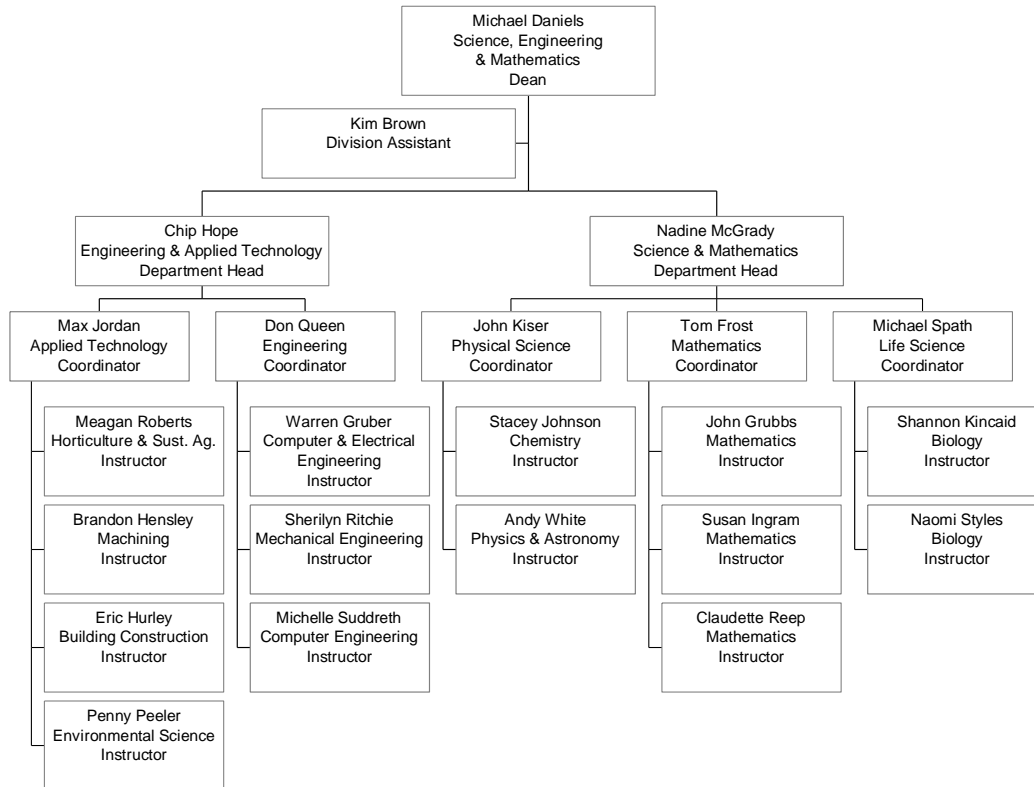 Michael Daniels
Science, Engineering
& Mathematics
Dean
Kim Brown
Division Assistant
Chip Hope
Engineering & Applied Technology
Department Head
Nadine McGrady
Science & Mathematics
Department Head
Max Jordan
Applied Technology
Coordinator
Don Queen
Engineering
Coordinator
John Kiser
Physical Science
Coordinator
Tom Frost
Mathematics
Coordinator
Michael Spath
Life Science
Coordinator
Meagan Roberts
Horticulture & Sust. Ag.
Instructor
Warren Gruber
Computer & Electrical
Engineering
Instructor
Stacey Johnson
Chemistry
Instructor
John Grubbs
Mathematics
Instructor
Shannon Kincaid
Biology
Instructor
Brandon Hensley
Machining
Instructor
Sherilyn Ritchie
Mechanical Engineering
Instructor
Andy White
Physics & Astronomy
Instructor
Susan Ingram
Mathematics
Instructor
Naomi Styles
Biology
Instructor
Eric Hurley
Building Construction
Instructor
Michelle Suddreth
Computer Engineering
Instructor
Claudette Reep
Mathematics
Instructor
Penny Peeler
Environmental Science
Instructor